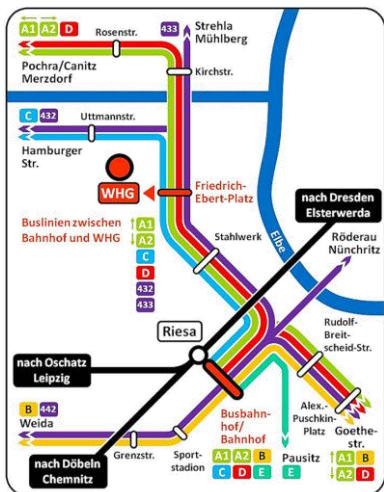 A1 A2 D
Rosenstr.
433
Strehla
Mühlberg
Pochra/Canitz
Merzdorf
Kirchstr.
C 432
Uttmannstr.
Hamburger
Str.
WHG
Friedrich-
Ebert-Platz
nach Dresden
Elsterwerda
Buslinien zwischen
Bahnhof und WHG
A1
A2
C
D
432
433
Stahlwerk
Elbe
Röderau
Nünchritz
Riesa
Rudolf-
Breit-
scheid-Str.
nach Oschatz
Leipzig
Alex.-
Puschkin-
Platz
Goethe-
str.
B 442
Weida
Busbahn-
hof/
Bahnhof
A1 A2 B
C D E
Pausitz
E
A1 B
A2 D
Grenzstr.
Sport-
stadion
nach Döbeln
Chemnitz